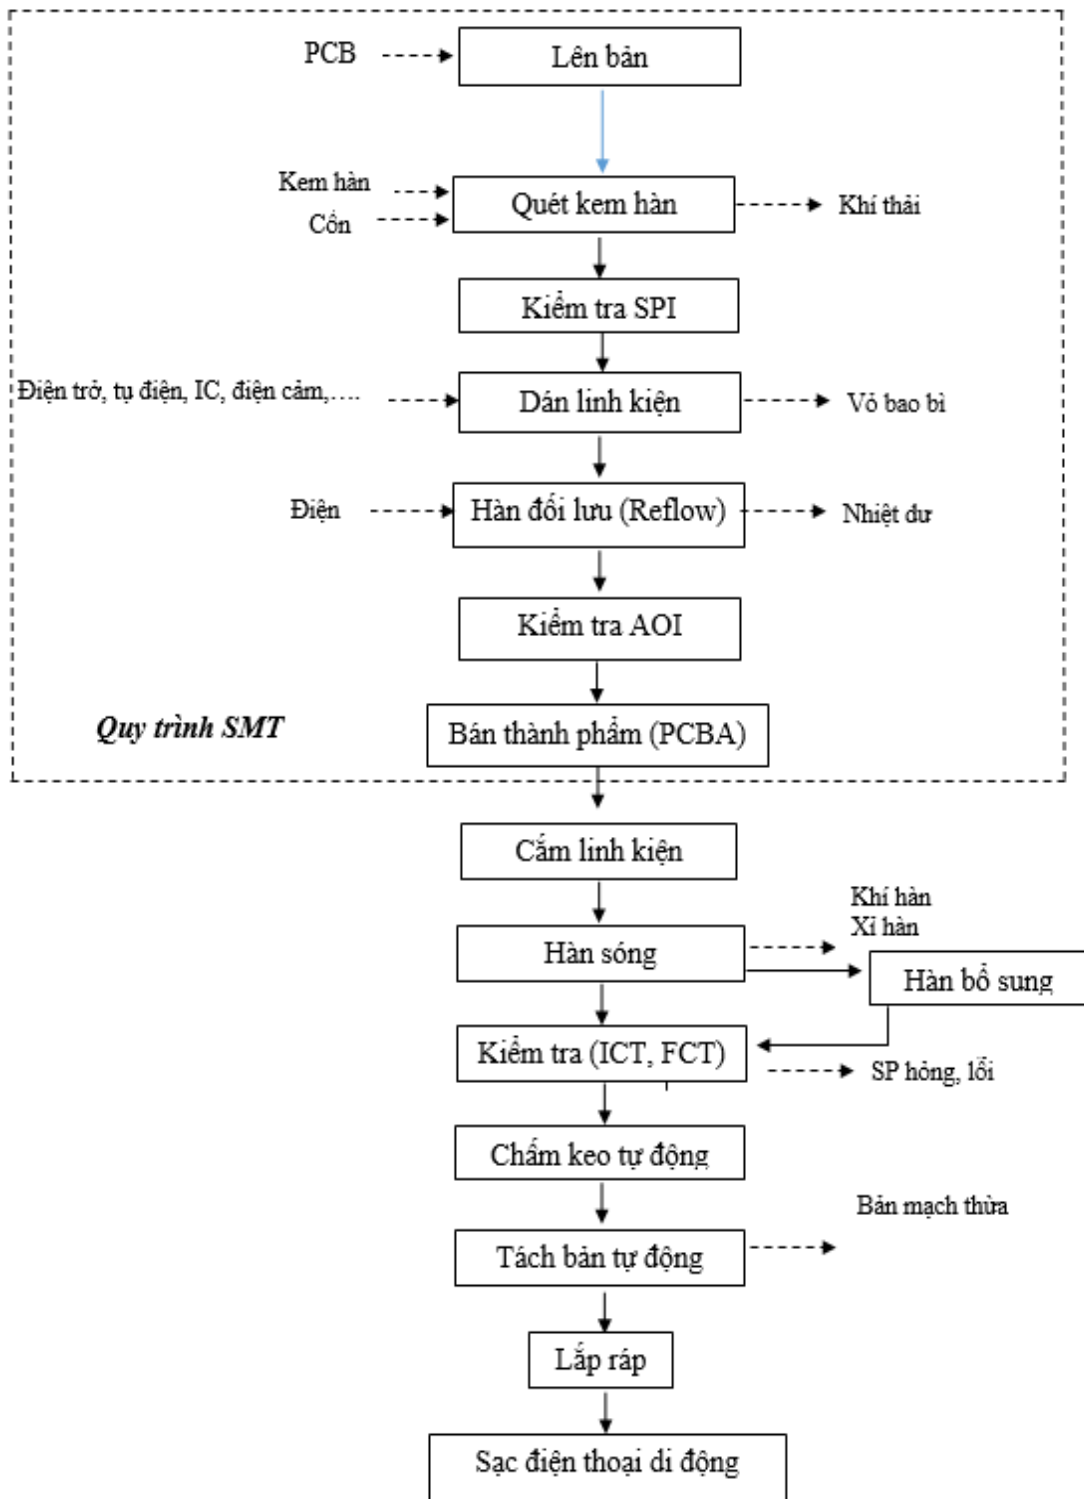 PCB
Lên bản
Kem hàn
Cồn
Quét kem hàn
Khí thải
Kiểm tra SPI
Điện trở, tụ điện, IC, điện cảm,....
Dán linh kiện
Vỏ bao bì
Điện
Hàn đối lưu (Reflow)
Nhiệt dư
Kiểm tra AOI
Quy trình SMT
Bán thành phẩm (PCBA)
Cắm linh kiện
Khí hàn
Xỉ hàn
Hàn sóng
Hàn bổ sung
Kiểm tra (ICT, FCT)
SP hỏng, lỗi
Chấm keo tự động
Bản mạch thừa
Tách bản tự động
Lắp ráp
Sạc điện thoại di động